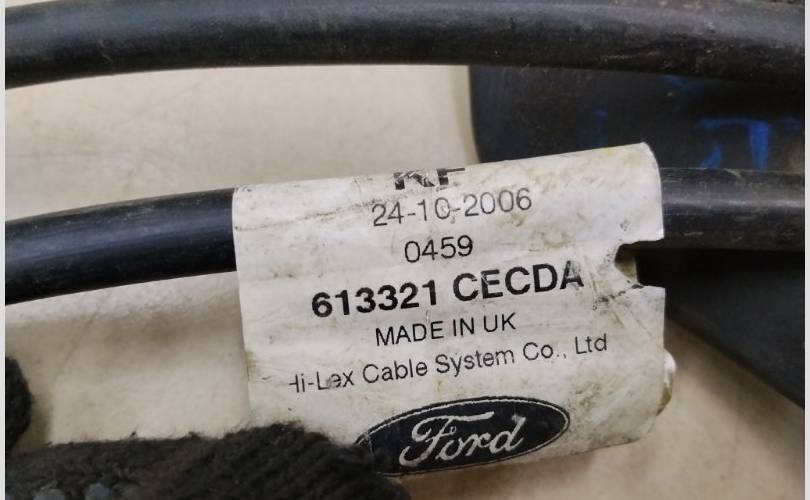 24-10-2006
0459
613321 CECDA
MADE IN UK
Hi-Lex Cable System Co., Ltd
Ford